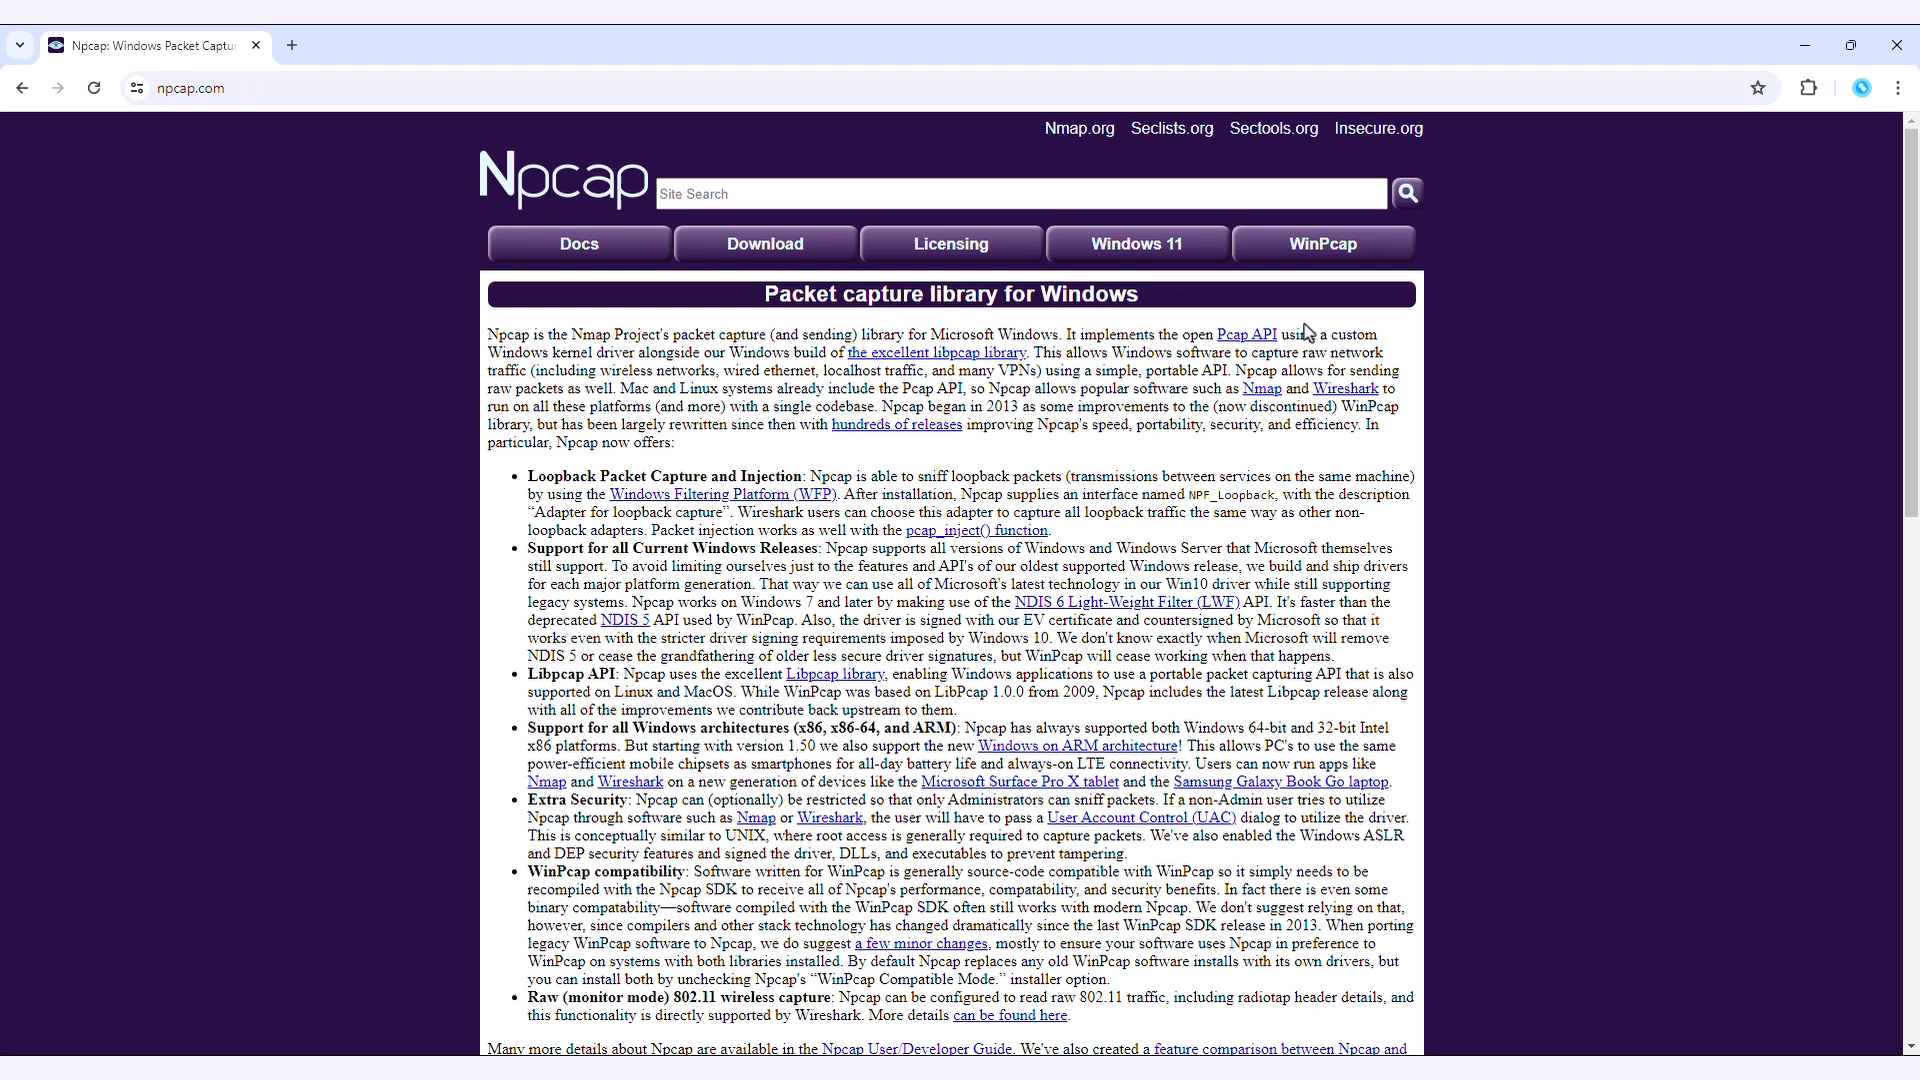 Npcap: Windows Packet Captu
npcap.com
Nmap.org Seclists.org Sectools.org Insecure.org
Npcap
Site Search
Docs Download Licensing Windows 11 WinPcap
Packet capture library for Windows
Npcap is the Nmap Project's packet capture (and sending) library for Microsoft Windows. It implements the open Pcap API using a custom
Windows kernel driver alongside our Windows build of the excellent libpcap library. This allows Windows software to capture raw network
traffic (including wireless networks, wired ethernet, localhost traffic, and many VPNs) using a simple, portable API. Npcap allows for sending
raw packets as well. Mac and Linux systems already include the Pcap API, so Npcap allows popular software such as Nmap and Wireshark to
run on all these platforms (and more) with a single codebase. Npcap began in 2013 as some improvements to the (now discontinued) WinPcap
library, but has been largely rewritten since then with hundreds of releases improving Npcap's speed, portability, security, and efficiency. In
particular, Npcap now offers:
• Loopback Packet Capture and Injection: Npcap is able to sniff loopback packets (transmissions between services on the same machine)
by using the Windows Filtering Platform (WFP). After installation, Npcap supplies an interface named NPF_Loopback, with the description
“Adapter for loopback capture”. Wireshark users can choose this adapter to capture all loopback traffic the same way as other non-
loopback adapters. Packet injection works as well with the pcap_inject() function.
• Support for all Current Windows Releases: Npcap supports all versions of Windows and Windows Server that Microsoft themselves
still support. To avoid limiting ourselves just to the features and API's of our oldest supported Windows release, we build and ship drivers
for each major platform generation. That way we can use all of Microsoft's latest technology in our Win10 driver while still supporting
legacy systems. Npcap works on Windows 7 and later by making use of the NDIS 6 Light-Weight Filter (LWF) API. It's faster than the
deprecated NDIS 5 API used by WinPcap. Also, the driver is signed with our EV certificate and countersigned by Microsoft so that it
works even with the stricter driver signing requirements imposed by Windows 10. We don't know exactly when Microsoft will remove
NDIS 5 or cease the grandfathering of older less secure driver signatures, but WinPcap will cease working when that happens.
• Libpcap API: Npcap uses the excellent Libpcap library, enabling Windows applications to use a portable packet capturing API that is also
supported on Linux and MacOS. While WinPcap was based on LibPcap 1.0.0 from 2009, Npcap includes the latest Libpcap release along
with all of the improvements we contribute back upstream to them.
• Support for all Windows architectures (x86, x86-64, and ARM): Npcap has always supported both Windows 64-bit and 32-bit Intel
x86 platforms. But starting with version 1.50 we also support the new Windows on ARM architecture! This allows PC's to use the same
power-efficient mobile chipsets as smartphones for all-day battery life and always-on LTE connectivity. Users can now run apps like
Nmap and Wireshark on a new generation of devices like the Microsoft Surface Pro X tablet and the Samsung Galaxy Book Go laptop.
• Extra Security: Npcap can (optionally) be restricted so that only Administrators can sniff packets. If a non-Admin user tries to utilize
Npcap through software such as Nmap or Wireshark, the user will have to pass a User Account Control (UAC) dialog to utilize the driver.
This is conceptually similar to UNIX, where root access is generally required to capture packets. We've also enabled the Windows ASLR
and DEP security features and signed the driver, DLLs, and executables to prevent tampering.
• WinPcap compatibility: Software written for WinPcap is generally source-code compatible with WinPcap so it simply needs to be
recompiled with the Npcap SDK to receive all of Npcap's performance, compatability, and security benefits. In fact there is even some
binary compatability—software compiled with the WinPcap SDK often still works with modern Npcap. We don't suggest relying on that,
however, since compilers and other stack technology has changed dramatically since the last WinPcap SDK release in 2013. When porting
legacy WinPcap software to Npcap, we do suggest a few minor changes, mostly to ensure your software uses Npcap in preference to
WinPcap on systems with both libraries installed. By default Npcap replaces any old WinPcap software installs with its own drivers, but
you can install both by unchecking Npcap's “WinPcap Compatible Mode.” installer option.
• Raw (monitor mode) 802.11 wireless capture: Npcap can be configured to read raw 802.11 traffic, including radiotap header details, and
this functionality is directly supported by Wireshark. More details can be found here.
Many more details about Npcap are available in the Npcap User/Developer Guide. We've also created a feature comparison between Npcap and